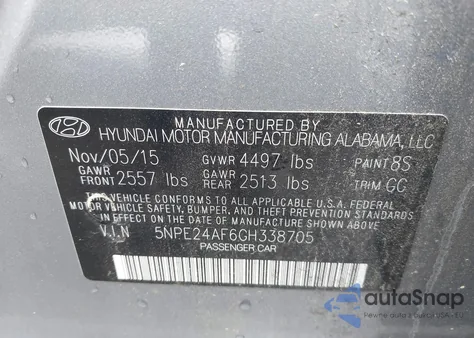 MANUFACTURED BY
HYUNDAI MOTOR MANUFACTURING ALABAMA, LLC
Nov/05/15 GVWR 4497 lbs PAINT 8S
GAWR FRONT 2557 lbs GAWR REAR 2513 lbs TRIM GC
THIS VEHICLE CONFORMS TO ALL APPLICABLE U.S.A. FEDERAL
MOTOR VEHICLE SAFETY, BUMPER, AND THEFT PREVENTION STANDARDS
IN EFFECT ON THE DATE OF MANUFACTURE SHOWN ABOVE.
V.I.N 5NPE24AF6GH338705
PASSENGER CAR
autoSnap